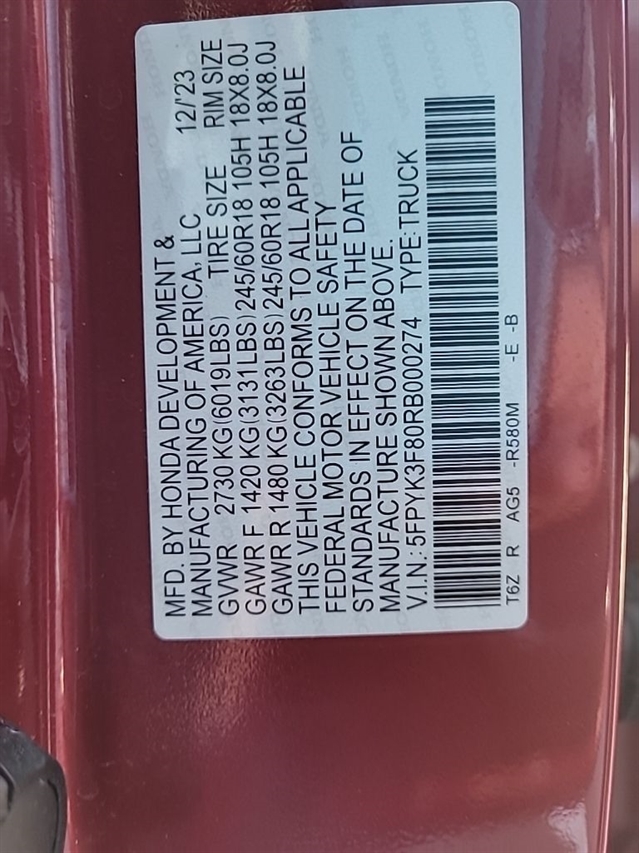 MFD. BY HONDA DEVELOPMENT &
MANUFACTURING OF AMERICA, LLC 12/'23
GVWR 2730 KG(6019LBS) TIRE SIZE RIM SIZE
GAWR F 1420 KG(3131LBS)245/60R18 105H 18X8.0J
GAWR R 1480 KG(3263LBS)245/60R18 105H 18X8.0J
THIS VEHICLE CONFORMS TO ALL APPLICABLE
FEDERAL MOTOR VEHICLE SAFETY
STANDARDS IN EFFECT ON THE DATE OF
MANUFACTURE SHOWN ABOVE.
V.I.N.:5FPYK3F80RB000274 TYPE:TRUCK
T6Z R AG5 -R580M -E -B